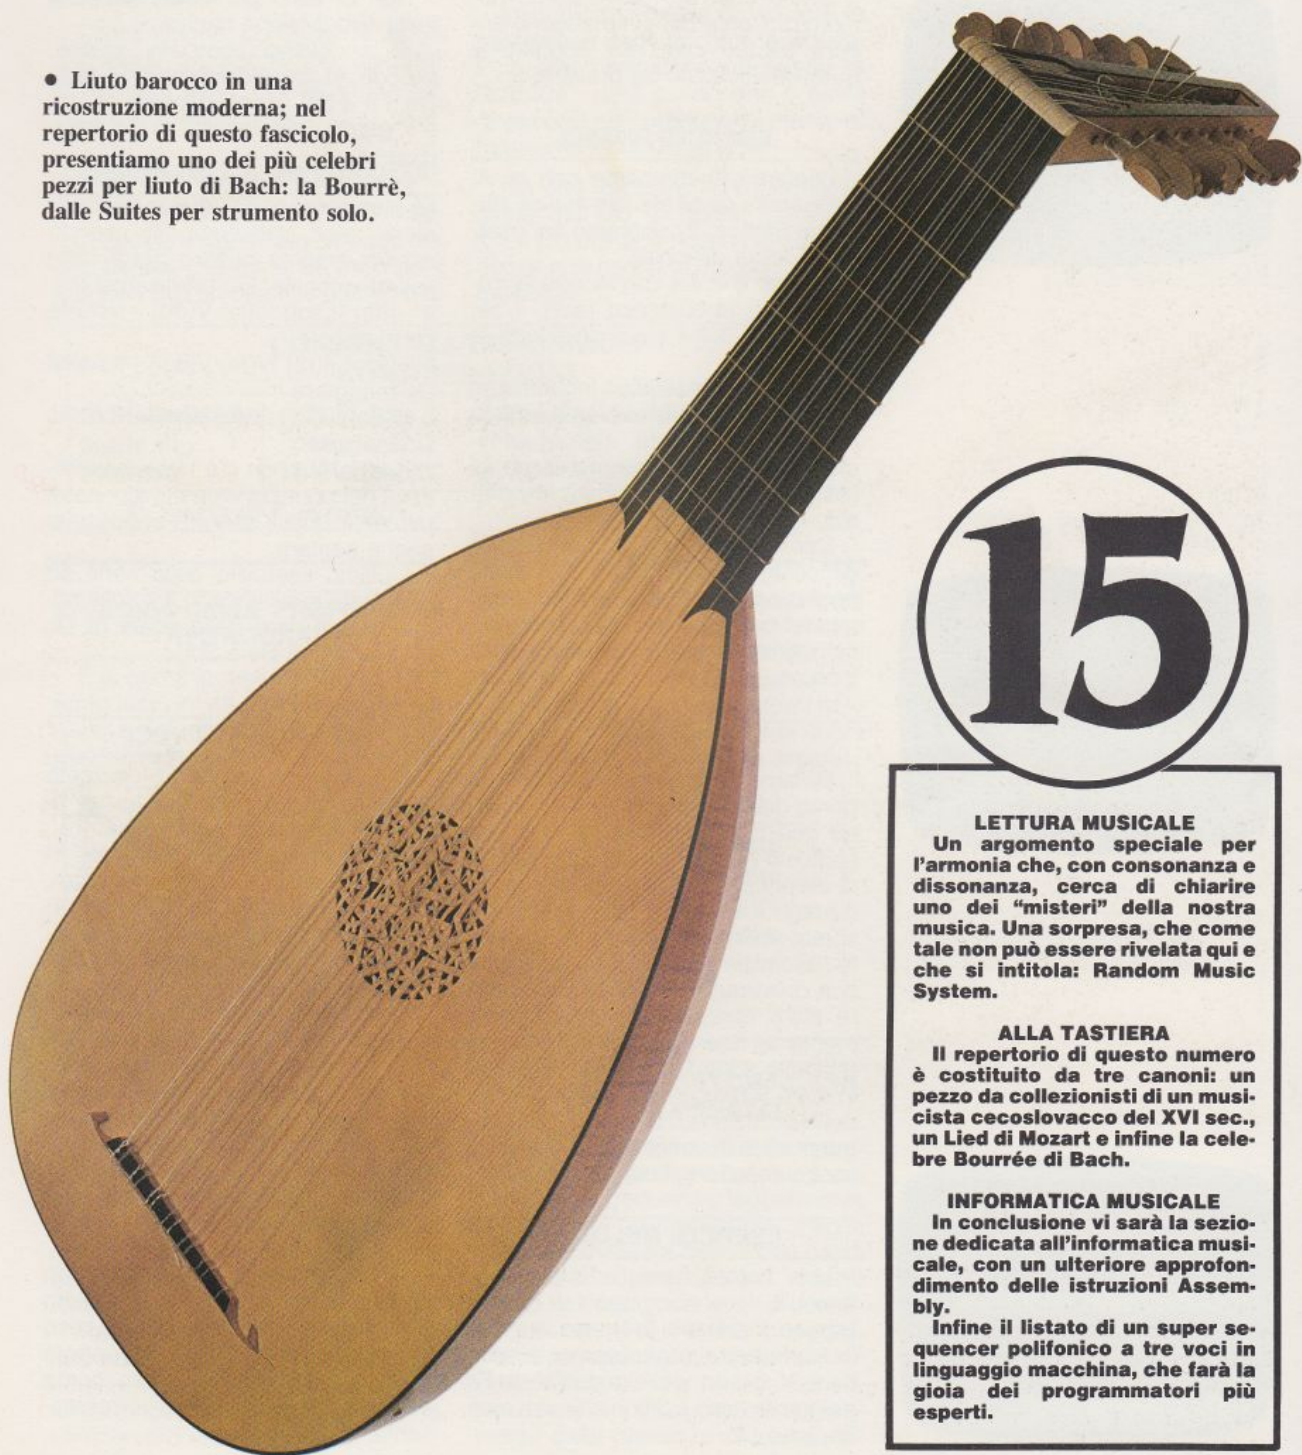 ● Liuto barocco in una
ricostruzione moderna; nel
repertorio di questo fascicolo,
presentiamo uno dei più celebri
pezzi per liuto di Bach: la Bourrè,
dalle Suites per strumento solo.
15
LETTURA MUSICALE
Un argomento speciale per
l'armonia che, con consonanza e
dissonanza, cerca di chiarire
uno dei "misteri" della nostra
musica. Una sorpresa, che come
tale non può essere rivelata qui e
che si intitola: Random Music
System.
ALLA TASTIERA
Il repertorio di questo numero
è costituito da tre canoni: un
pezzo da collezionisti di un musi-
cista cecoslovacco del XVI sec.,
un Lied di Mozart e infine la cele-
bre Bourrée di Bach.
INFORMATICA MUSICALE
In conclusione vi sarà la sezio-
ne dedicata all'informatica musi-
cale, con un ulteriore approfon-
dimento delle istruzioni Assem-
bly.
Infine il listato di un super se-
quencer polifonico a tre voci in
linguaggio macchina, che farà la
gioia dei programmatori più
esperti.